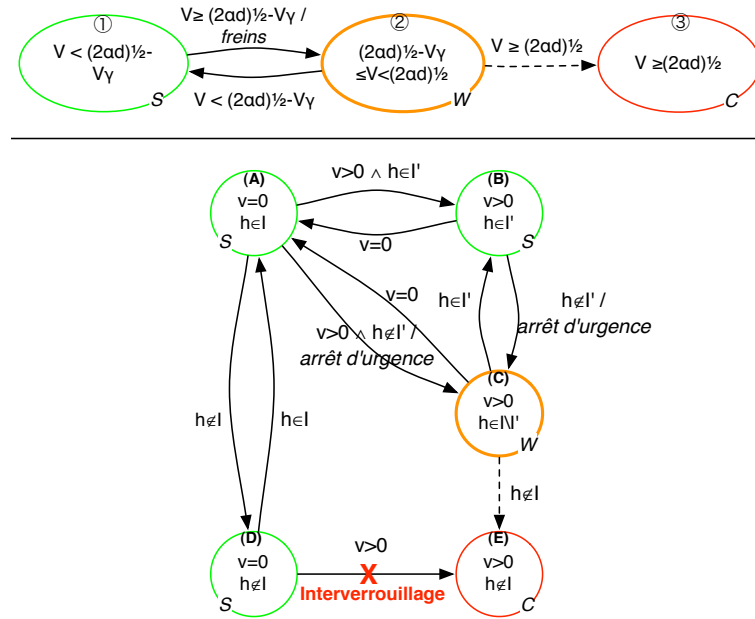 ①
V < (2αd)½-
Vγ
S
V≥ (2αd)½-Vγ /
freins
V < (2αd)½-Vγ
②
(2αd)½-Vγ
≤V<(2αd)½
W
V ≥ (2αd)½
③
V ≥(2αd)½
C
(A)
v=0
h∈I
S
v>0 ∧ h∈I'
v=0
(B)
v>0
h∈I'
S
v=0
v>0 ∧ h∉I' /
arrêt d'urgence
h∈I'
h∉I' /
arrêt d'urgence
(C)
v>0
h∈I\I'
W
h∉I
h∈I
h∉I
(D)
v=0
h∉I
S
v>0
X
Interverrouillage
(E)
v>0
h∉I
C